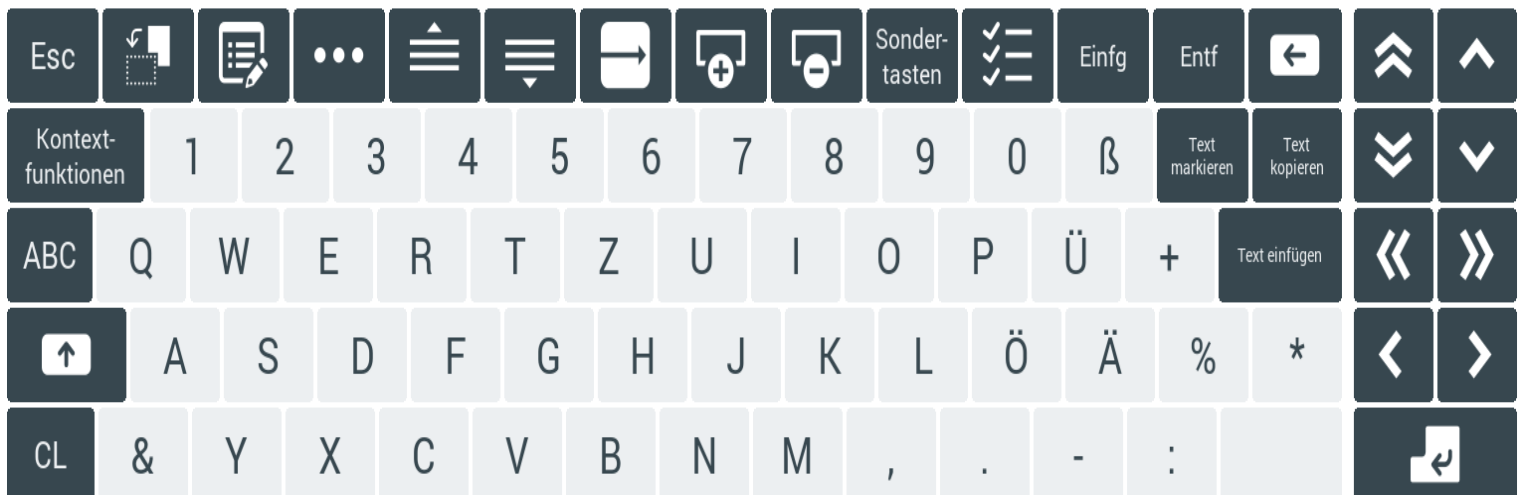 Esc Sonder-
tasten Einfg Entf
Kontext-
funktionen 1 2 3 4 5 6 7 8 9 0 ß Text
markieren Text
kopieren
ABC Q W E R T Z U I O P Ü + Text einfügen
A S D F G H J K L Ö Ä % *
CL & Y X C V B N M , . - :